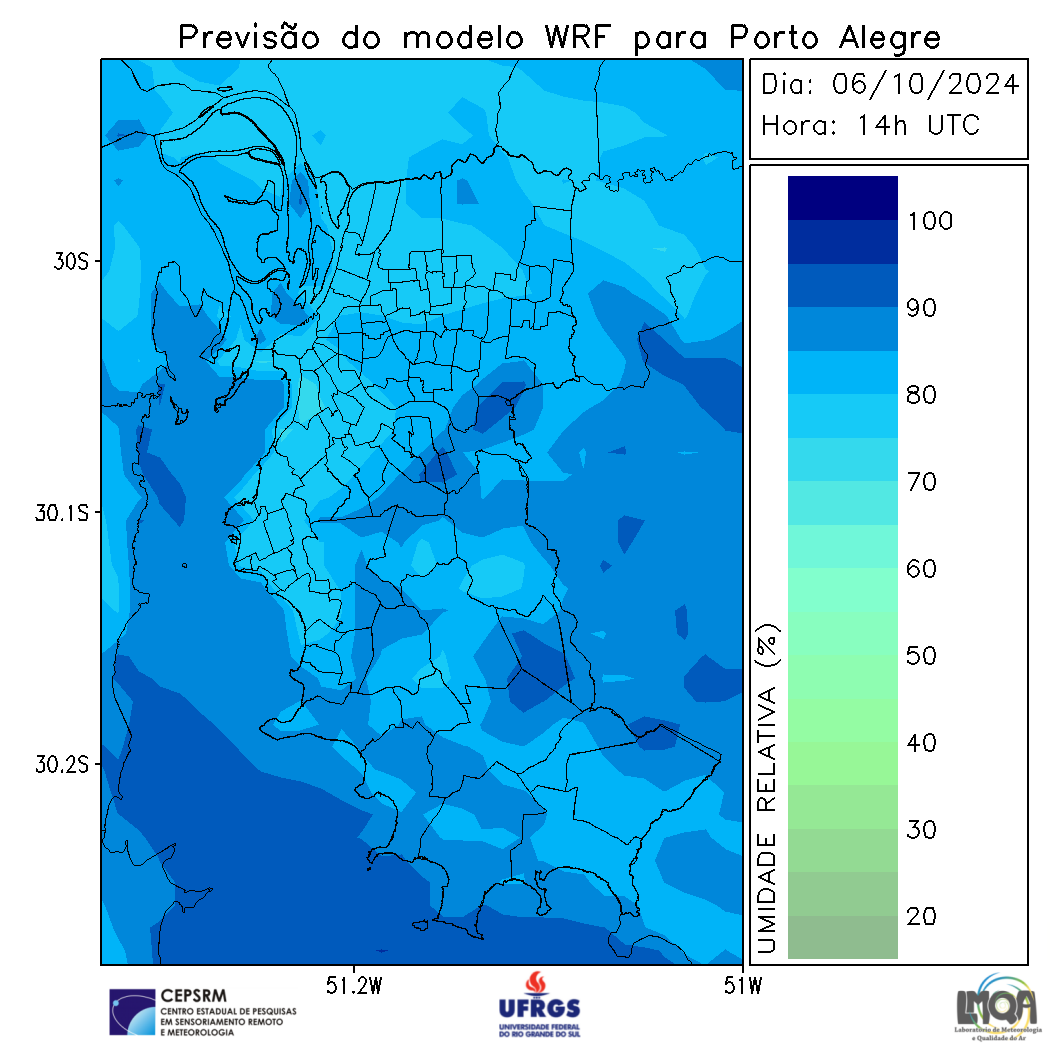 Previsão do modelo WRF para Porto Alegre
Dia: 06/10/2024
Hora: 14h UTC
30S
30.1S
30.2S
51.2W
51W
UMIDADE RELATIVA (%)
100
90
80
70
60
50
40
30
20
CEPSRM
CENTRO ESTADUAL DE PESQUISAS
EM SENSORIAMENTO REMOTO
E METEOROLOGIA
UFRGS
UNIVERSIDADE FEDERAL
DO RIO GRANDE DO SUL
LMQA
Laboratório de Meteorologia
e Qualidade do Ar